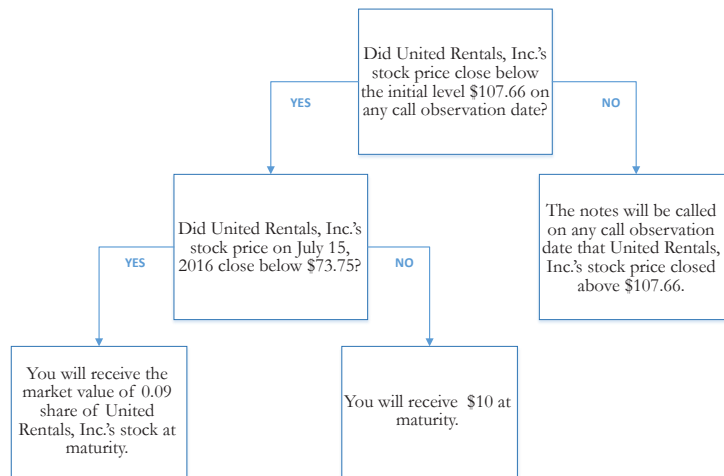 Did United Rentals, Inc.'s
stock price close below
the initial level $107.66 on
any call observation date?
YES
NO
Did United Rentals, Inc.'s
stock price on July 15,
2016 close below $73.75?
The notes will be called
on any call observation
date that United Rentals,
Inc.'s stock price closed
above $107.66.
YES
NO
You will receive the
market value of 0.09
share of United
Rentals, Inc.'s stock at
maturity.
You will receive $10 at
maturity.